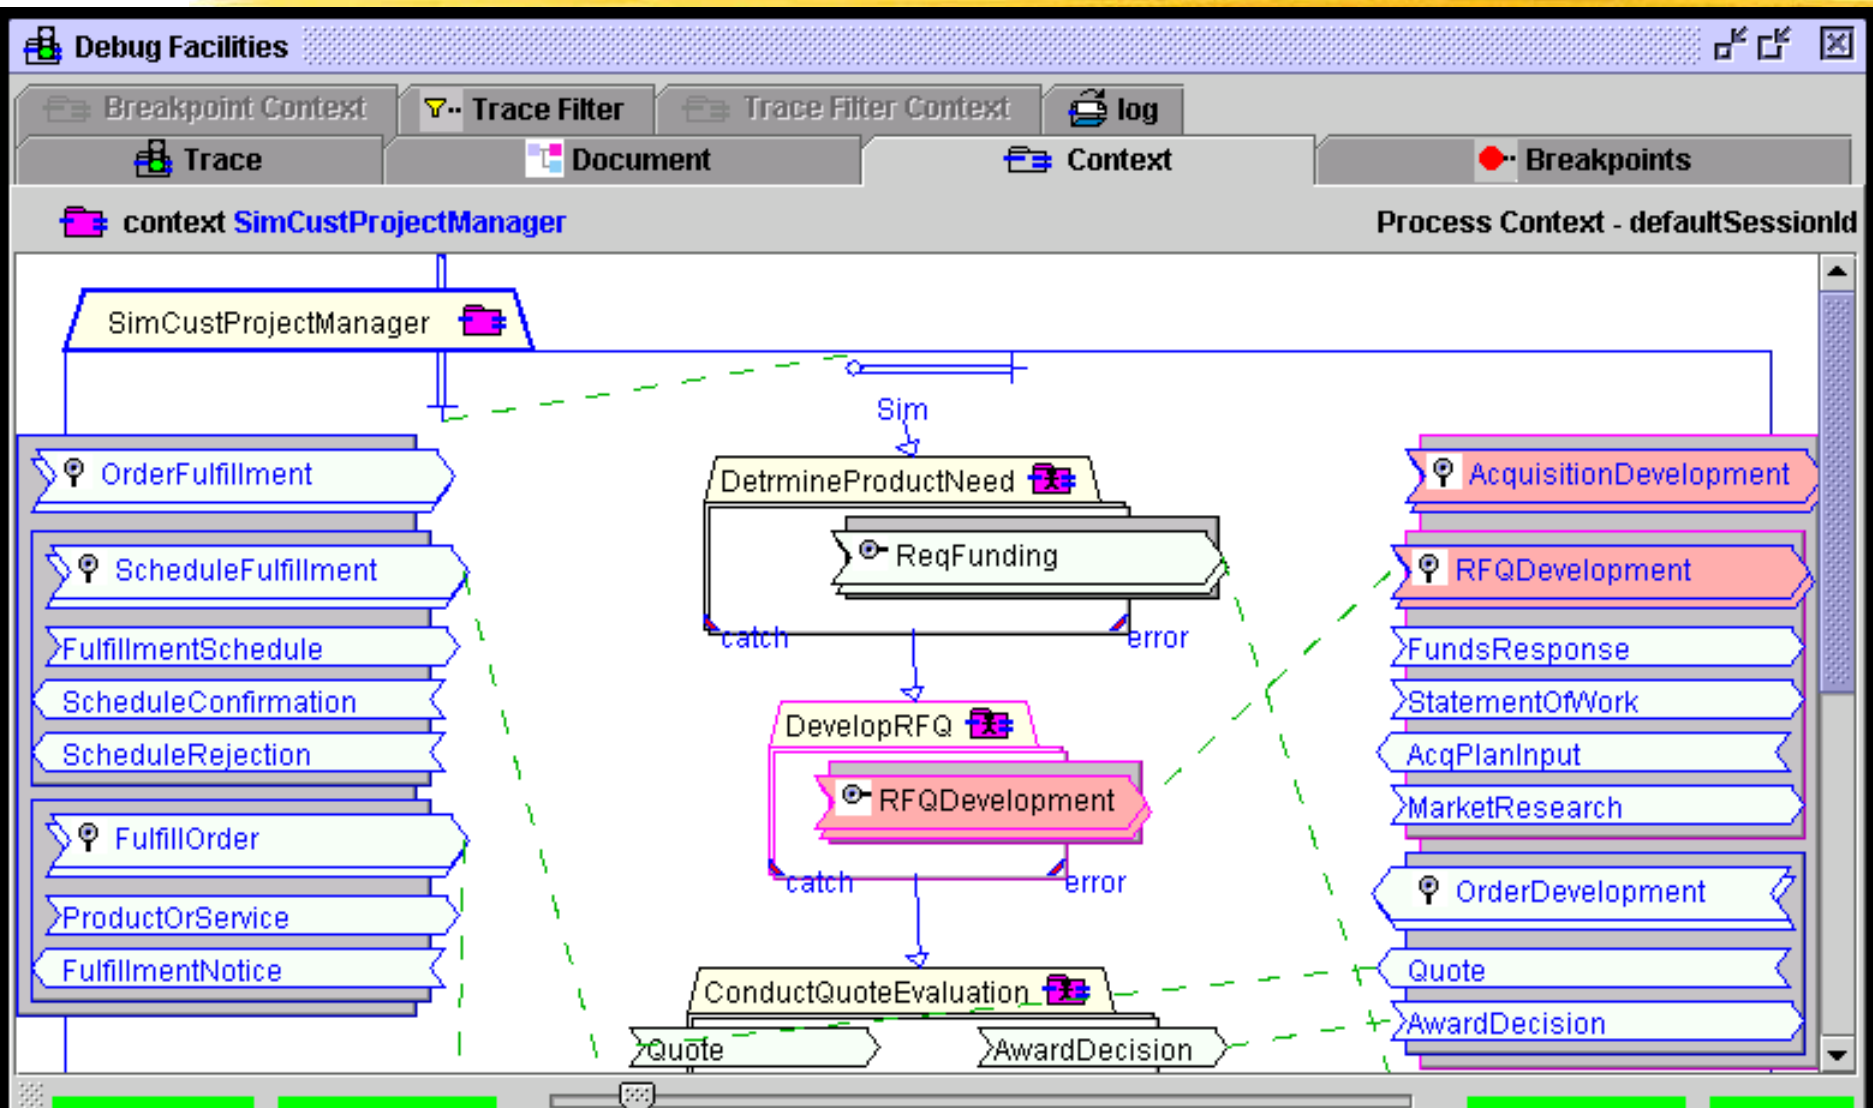 Debug Facilities
Breakpoint Context
Trace Filter
Trace Filter Context
log
Trace
Document
Context
Breakpoints
context SimCustProjectManager
Process Context - defaultSessionId
SimCustProjectManager
Sim
OrderFulfillment
ScheduleFulfillment
FulfillmentSchedule
ScheduleConfirmation
ScheduleRejection
FulfillOrder
ProductOrService
FulfillmentNotice
DetrmineProductNeed
ReqFunding
catch
error
DevelopRFQ
RFQDevelopment
catch
error
ConductQuoteEvaluation
Quote
AwardDecision
AcquisitionDevelopment
RFQDevelopment
FundsResponse
StatementOfWork
AcqPlanInput
MarketResearch
OrderDevelopment
Quote
AwardDecision